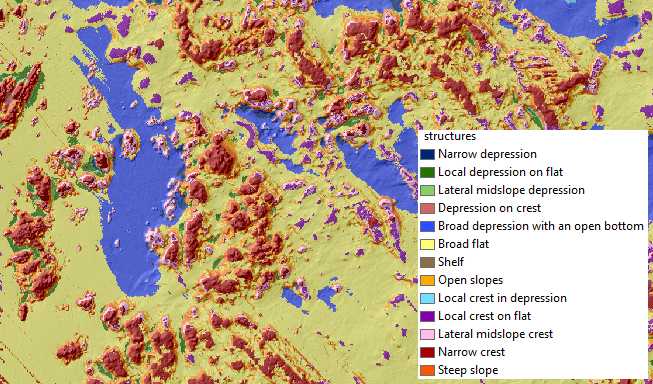 structures
Narrow depression
Local depression on flat
Lateral midslope depression
Depression on crest
Broad depression with an open bottom
Broad flat
Shelf
Open slopes
Local crest in depression
Local crest on flat
Lateral midslope crest
Narrow crest
Steep slope